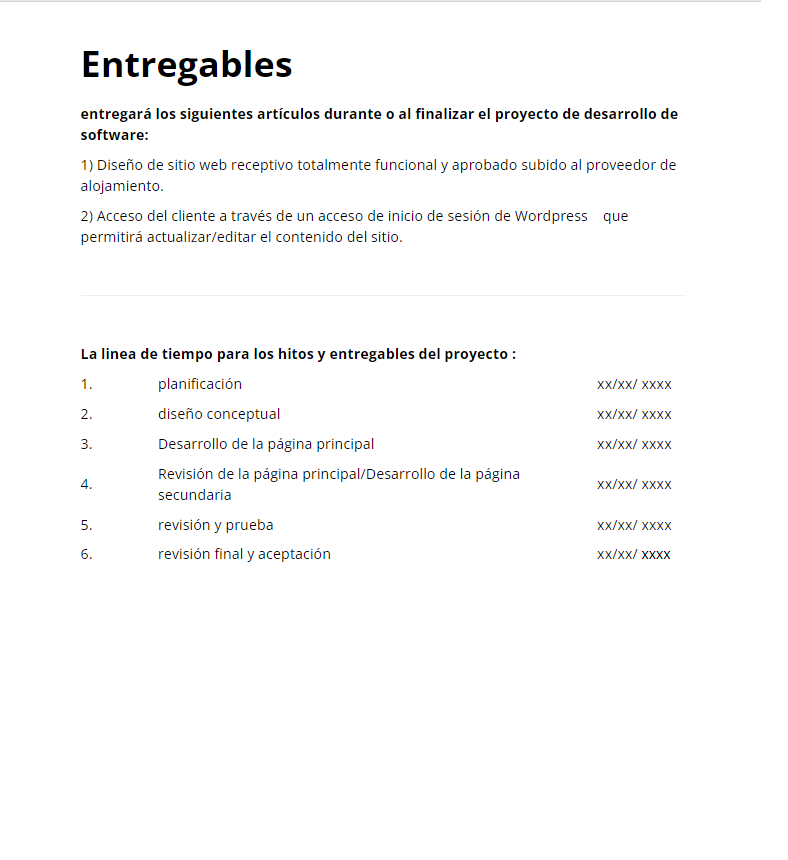 Entregables
entregará los siguientes artículos durante o al finalizar el proyecto de desarrollo de
software:
1) Diseño de sitio web receptivo totalmente funcional y aprobado subido al proveedor de
alojamiento.
2) Acceso del cliente a través de un acceso de inicio de sesión de Wordpress que
permitirá actualizar/editar el contenido del sitio.
La linea de tiempo para los hitos y entregables del proyecto :
1. planificación xx/xx/ xxxx
2. diseño conceptual xx/xx/ xxxx
3. Desarrollo de la página principal xx/xx/ xxxx
4. Revisión de la página principal/Desarrollo de la página
secundaria xx/xx/ xxxx
5. revisión y prueba xx/xx/ xxxx
6. revisión final y aceptación xx/xx/ xxxx